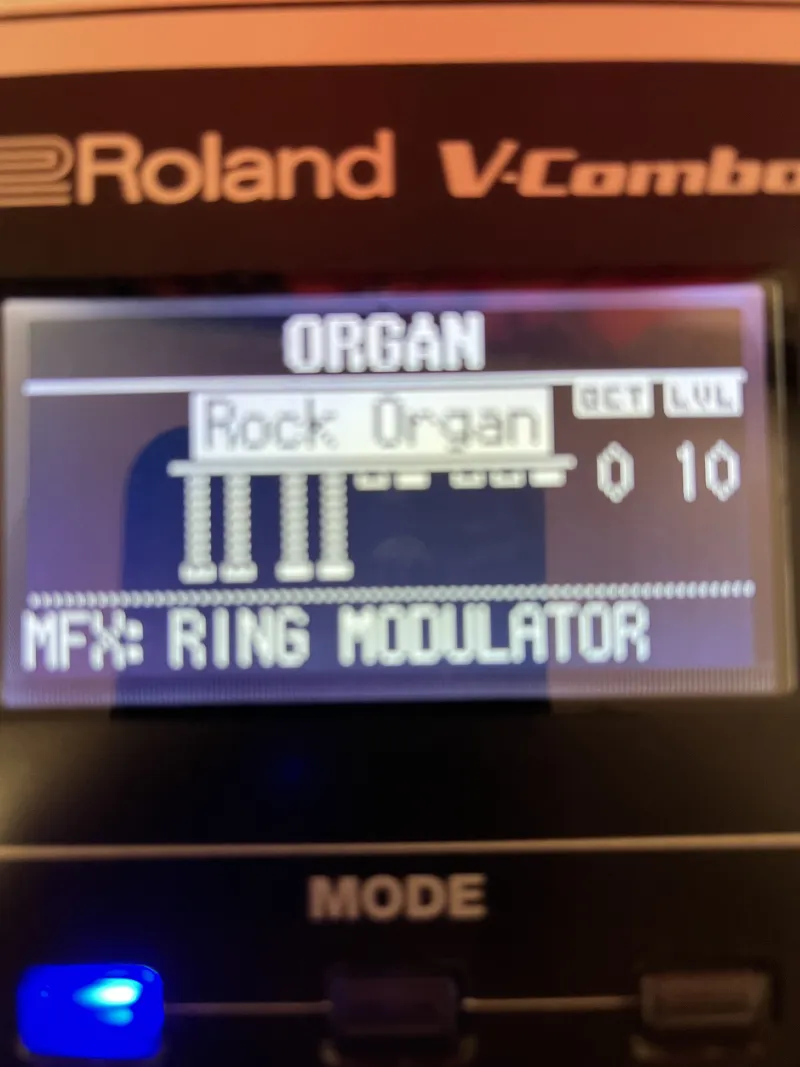 Roland V-Combo
ORGAN
Rock Organ OCT LVL
0 10
MFX: RING MODULATOR
MODE